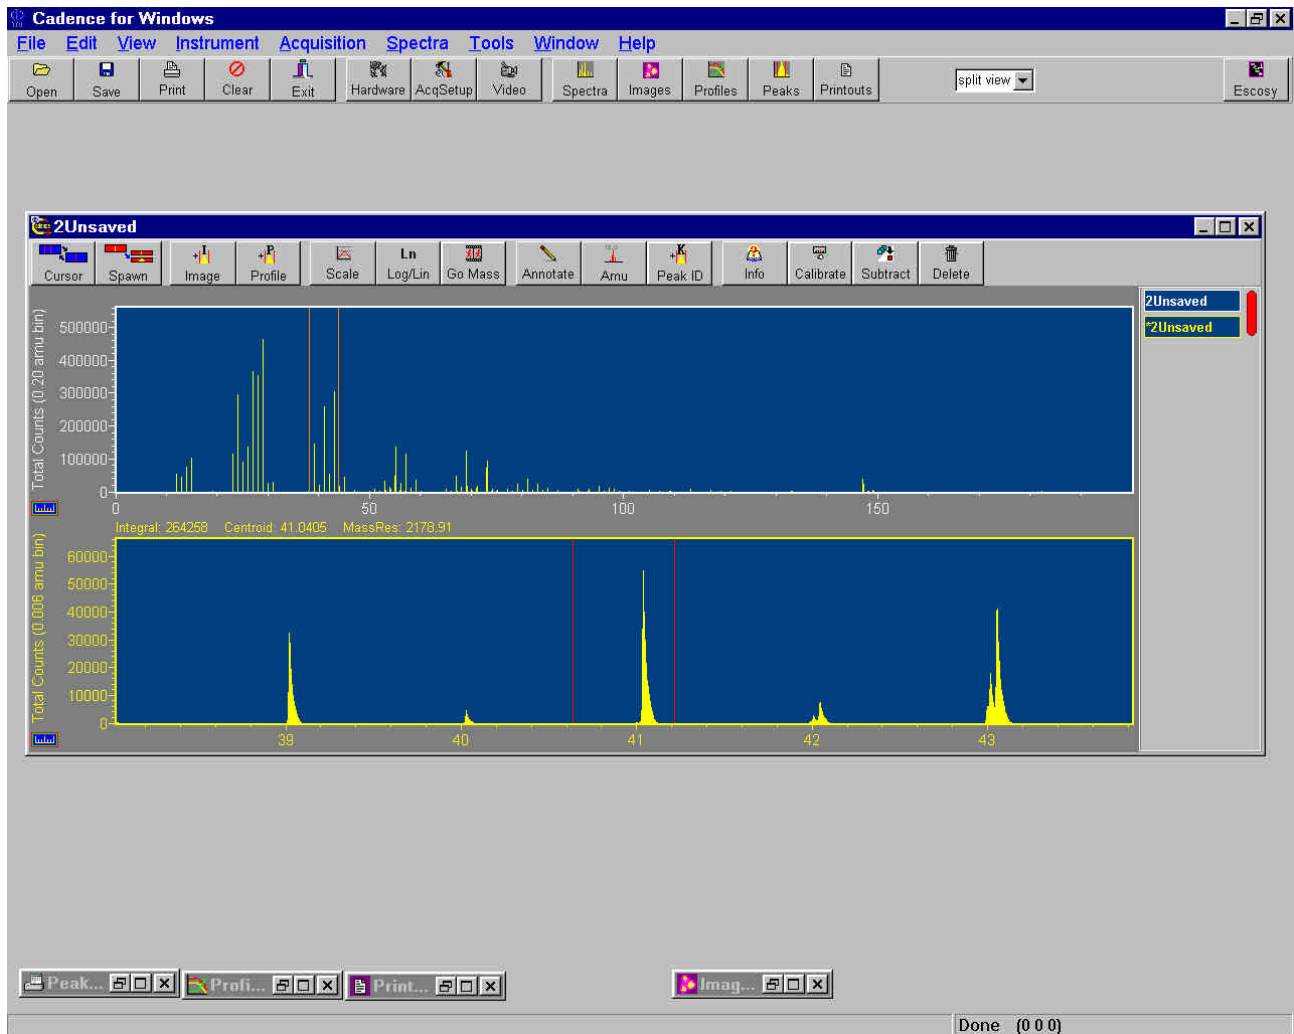 Cadence for Windows
File Edit View Instrument Acquisition Spectra Tools Window Help
Open Save Print Clear Exit Hardware AcqSetup Video Spectra Images Profiles Peaks Printouts split view Escosy
2Unsaved
I P Ln K
Cursor Spawn Image Profile Scale Log/Lin Go Mass Annotate Amu Peak ID Info Calibrate Subtract Delete
2Unsaved
*2Unsaved
Total Counts (0.20 amu bin)
500000
400000
300000
200000
100000
0
0 50 100 150
Integral: 264258 Centroid: 41.0405 MassRes: 2178.91
Total Counts (0.006 amu bin)
60000
50000
40000
30000
20000
10000
0
39 40 41 42 43
Peak... Profi... Print... Imag...
Done (0 0 0)